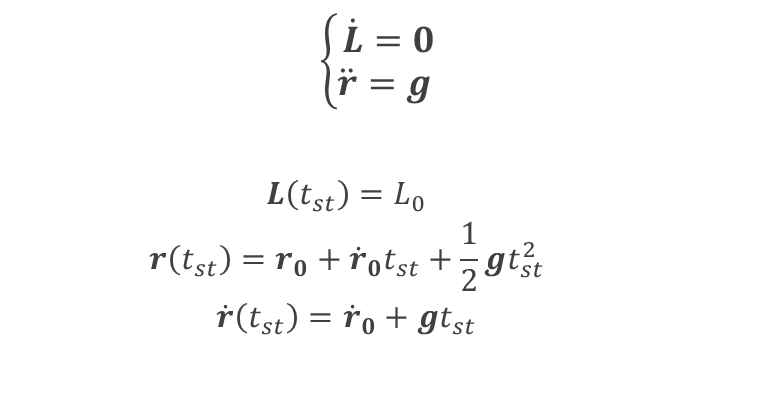 { L̇ = 0
r̈ = g
L(t_st) = L_0
r(t_st) = r_0 + ṙ_0 t_st + 1/2 g t_st^2
ṙ(t_st) = ṙ_0 + g t_st